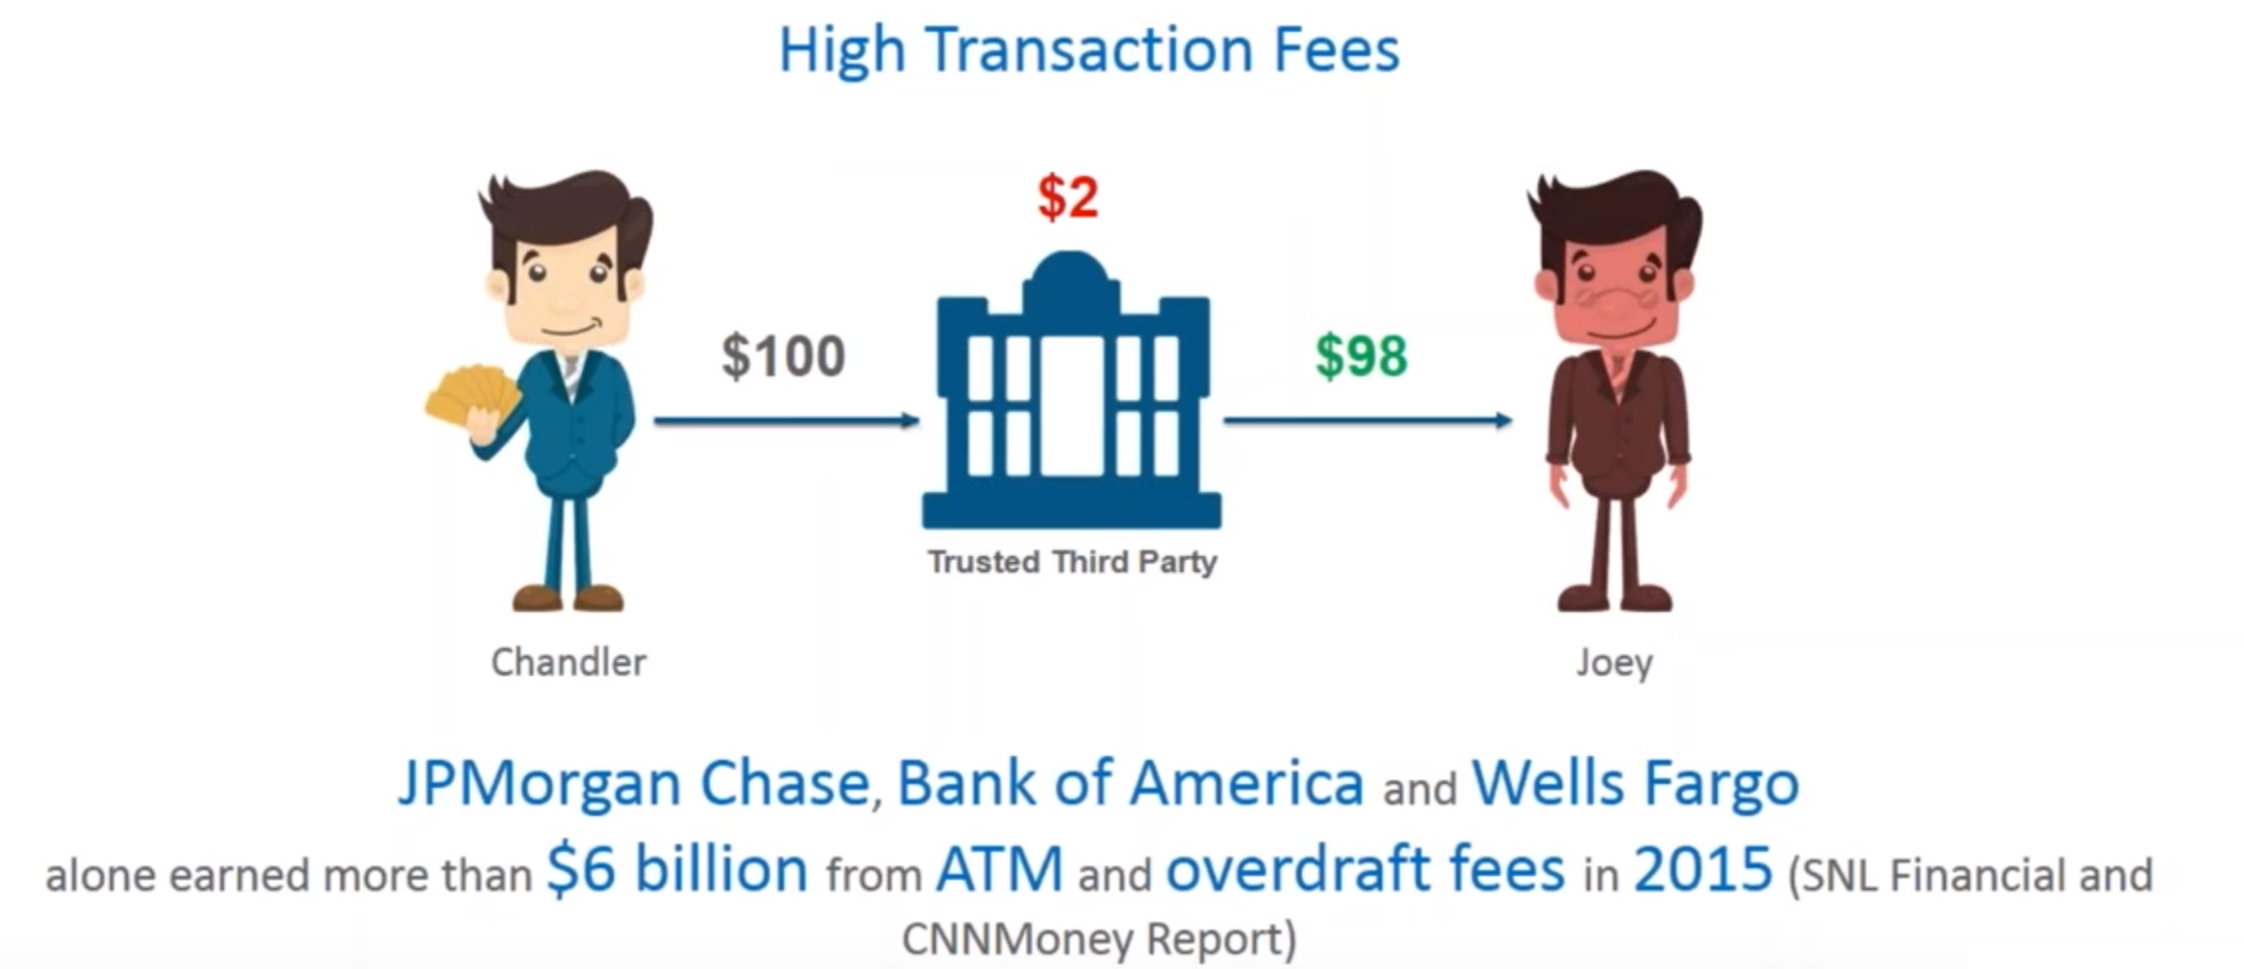 High Transaction Fees
$2
$100
$98
Trusted Third Party
Chandler
Joey
JPMorgan Chase, Bank of America and Wells Fargo
alone earned more than $6 billion from ATM and overdraft fees in 2015 (SNL Financial and
CNNMoney Report)